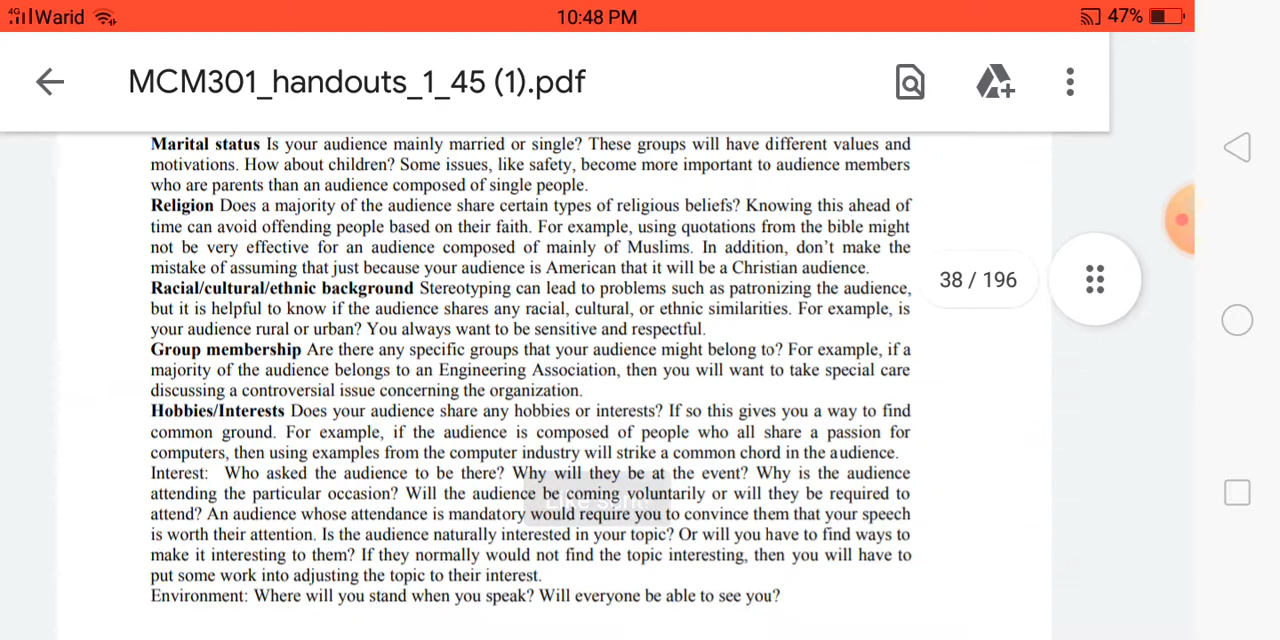 4G Warid 10:48 PM 47%
MCM301_handouts_1_45 (1).pdf
Marital status Is your audience mainly married or single? These groups will have different values and
motivations. How about children? Some issues, like safety, become more important to audience members
who are parents than an audience composed of single people.
Religion Does a majority of the audience share certain types of religious beliefs? Knowing this ahead of
time can avoid offending people based on their faith. For example, using quotations from the bible might
not be very effective for an audience composed of mainly of Muslims. In addition, don’t make the
mistake of assuming that just because your audience is American that it will be a Christian audience.
38 / 196
Racial/cultural/ethnic background Stereotyping can lead to problems such as patronizing the audience,
but it is helpful to know if the audience shares any racial, cultural, or ethnic similarities. For example, is
your audience rural or urban? You always want to be sensitive and respectful.
Group membership Are there any specific groups that your audience might belong to? For example, if a
majority of the audience belongs to an Engineering Association, then you will want to take special care
discussing a controversial issue concerning the organization.
Hobbies/Interests Does your audience share any hobbies or interests? If so this gives you a way to find
common ground. For example, if the audience is composed of people who all share a passion for
computers, then using examples from the computer industry will strike a common chord in the audience.
Interest: Who asked the audience to be there? Why will they be at the event? Why is the audience
attending the particular occasion? Will the audience be coming voluntarily or will they be required to
attend? An audience whose attendance is mandatory would require you to convince them that your speech
is worth their attention. Is the audience naturally interested in your topic? Or will you have to find ways to
make it interesting to them? If they normally would not find the topic interesting, then you will have to
put some work into adjusting the topic to their interest.
Environment: Where will you stand when you speak? Will everyone be able to see you?